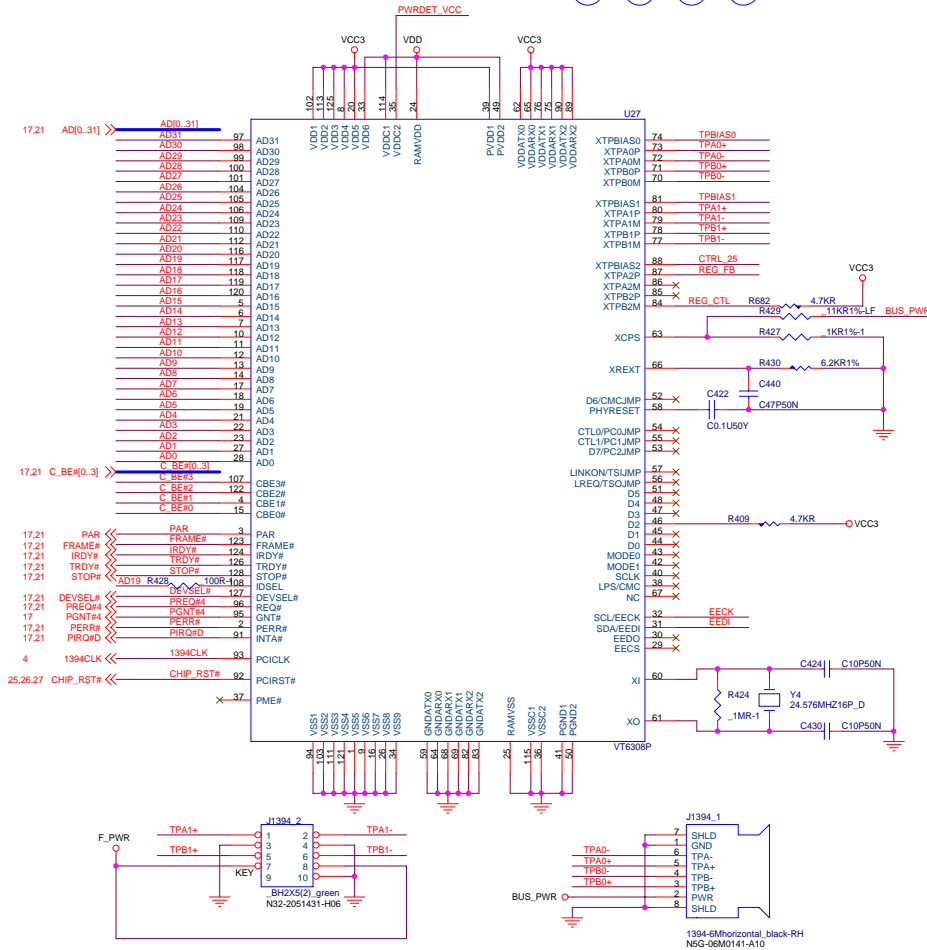 PWRDET_VCC
VCC3 VDD VCC3
102 113 125 8 20 33 114 35 24 39 49 62 65 76 75 90 89
U27
VDD1 VDD2 VDD3 VDD4 VDD5 VDD6 VDDC1 VDDC2 RAMVDD PVDD1 PVDD2 VDDATX0 VDDARX0 VDDATX1 VDDARX1 VDDATX2 VDDARX2
17,21 AD[0..31] AD[0..31]
AD31 97 AD31
AD30 98 AD30
AD29 99 AD29
AD28 100 AD28
AD27 101 AD27
AD26 104 AD26
AD25 105 AD25
AD24 106 AD24
AD23 109 AD23
AD22 110 AD22
AD21 112 AD21
AD20 116 AD20
AD19 117 AD19
AD18 118 AD18
AD17 119 AD17
AD16 120 AD16
AD15 5 AD15
AD14 6 AD14
AD13 7 AD13
AD12 10 AD12
AD11 11 AD11
AD10 12 AD10
AD9 13 AD9
AD8 14 AD8
AD7 17 AD7
AD6 18 AD6
AD5 19 AD5
AD4 21 AD4
AD3 22 AD3
AD2 23 AD2
AD1 27 AD1
AD0 28 AD0
17,21 C_BE#[0..3] C_BE#[0..3]
C_BE#3 107 CBE3#
C_BE#2 122 CBE2#
C_BE#1 4 CBE1#
C_BE#0 15 CBE0#
17,21 PAR PAR 3 PAR
17,21 FRAME# FRAME# 123 FRAME#
17,21 IRDY# IRDY# 124 IRDY#
17,21 TRDY# TRDY# 126 TRDY#
17,21 STOP# STOP# 128 STOP#
AD19 R428 _100R-1 108 IDSEL
17,21 DEVSEL# DEVSEL# 127 DEVSEL#
17,21 PREQ#4 PREQ#4 96 REQ#
17 PGNT#4 PGNT#4 95 GNT#
17,21 PERR# PERR# 2 PERR#
17,21 PIRQ#D PIRQ#D 91 INTA#
4 1394CLK 1394CLK 93 PCICLK
25,26,27 CHIP_RST# CHIP_RST# 92 PCIRST#
37 PME#
XTPBIAS0 74 TPBIAS0
XTPA0P 73 TPA0+
XTPA0M 72 TPA0-
XTPB0P 71 TPB0+
XTPB0M 70 TPB0-
XTPBIAS1 81 TPBIAS1
XTPA1P 80 TPA1+
XTPA1M 79 TPA1-
XTPB1P 78 TPB1+
XTPB1M 77 TPB1-
XTPBIAS2 88 CTRL_25
XTPA2P 87 REG_FB
XTPA2M 86
XTPB2P 85
XTPB2M 84 REG_CTL R682 4.7KR VCC3
R429 _11KR1%-LF BUS_PWR
XCPS 63 R427 _1KR1%-1
XREXT 66 R430 6.2KR1%
C440
C47P50N
D6/CMCJMP 52
PHYRESET 58 C422
C0.1U50Y
CTL0/PC0JMP 54
CTL1/PC1JMP 55
D7/PC2JMP 53
LINKON/TSIJMP 57
LREQ/TSOJMP 56
D5 51
D4 48
D3 47
D2 46 R409 4.7KR VCC3
D1 45
D0 44
MODE0 43
MODE1 42
SCLK 40
LPS/CMC 38
NC 67
SCL/EECK 32 EECK
SDA/EEDI 31 EEDI
EEDO 30
EECS 29
XI 60 C424 C10P50N
R424 Y4
_1MR-1 24.576MHZ16P_D
XO 61 C430 C10P50N
VSS1 VSS2 VSS3 VSS4 VSS5 VSS6 VSS7 VSS8 VSS9 GNDATX0 GNDARX0 GNDATX1 GNDARX1 GNDATX2 GNDARX2 GNDATX2 RAMVSS VSSC1 VSSC2 PGND1 PGND2
VT6308P
94 103 111 121 1 9 16 26 34 59 64 68 69 82 83 25 115 36 41 50
J1394_2
F_PWR
TPA1+ 1 2 TPA1-
3 4
TPB1+ 5 6 TPB1-
7 8
KEY 9 10
_BH2X5(2)_green
N32-2051431-H06
J1394_1
7 SHLD
1 GND
TPA0- 6 TPA-
TPA0+ 5 TPA+
TPB0- 4 TPB-
TPB0+ 3 TPB+
BUS_PWR 2 PWR
8 SHLD
1394-6Mhorizontal_black-RH
N5G-06M0141-A10